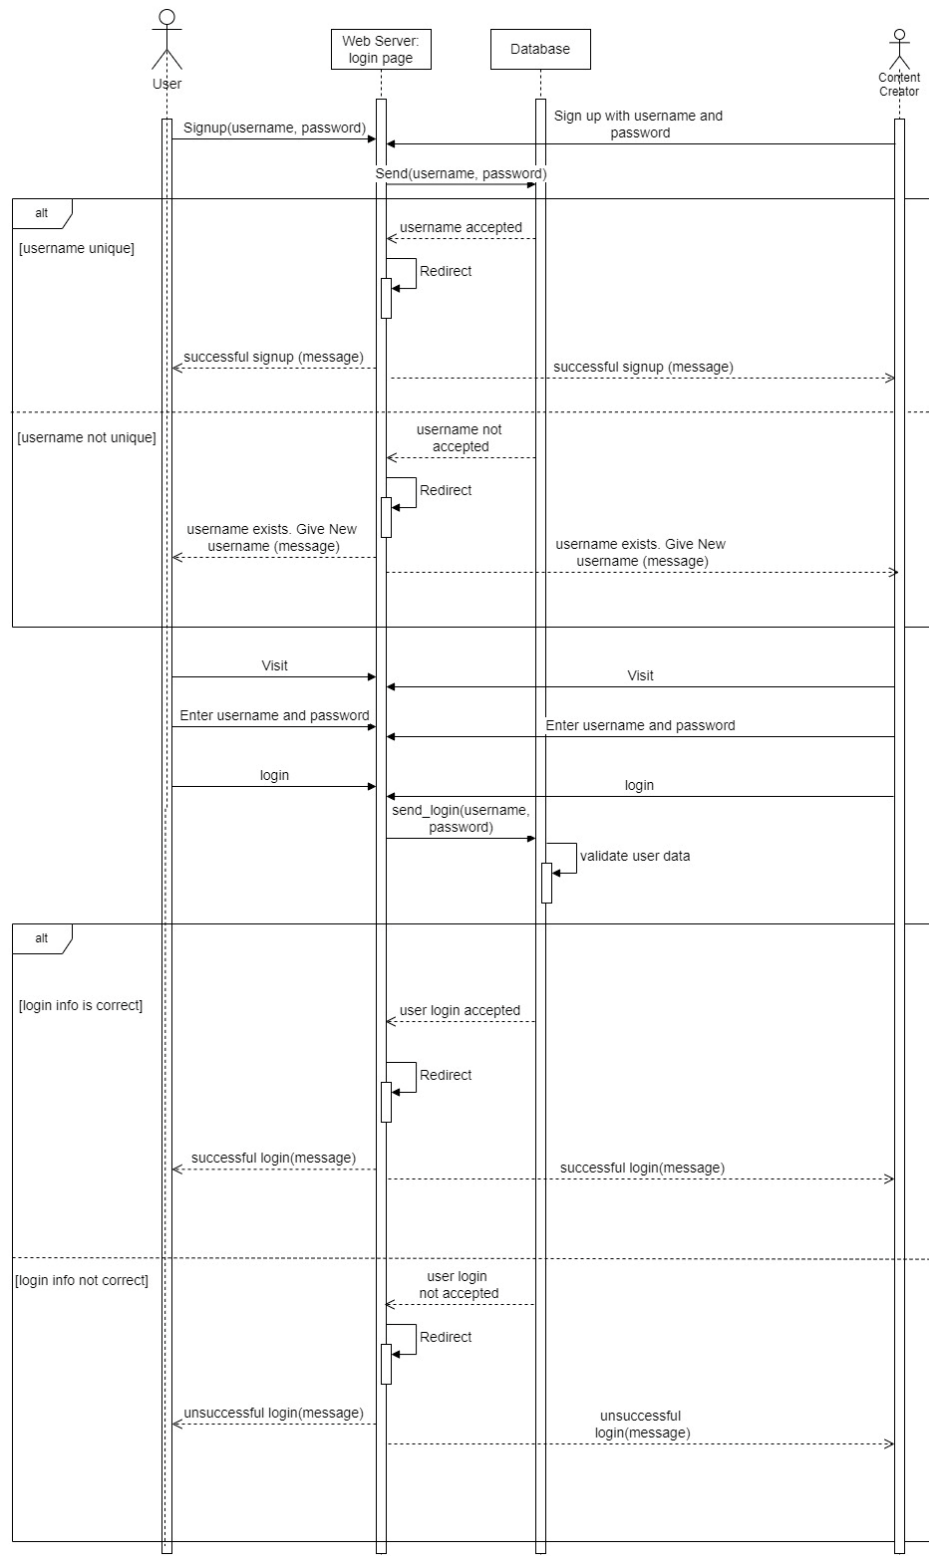 Web Server:
login page
Database
User
Content
Creator
Signup(username, password)
Sign up with username and
password
Send(username, password)
alt
[username unique]
username accepted
Redirect
successful signup (message)
successful signup (message)
[username not unique]
username not
accepted
Redirect
username exists. Give New
username (message)
username exists. Give New
username (message)
Visit
Visit
Enter username and password
Enter username and password
login
login
send_login(username,
password)
validate user data
alt
[login info is correct]
user login accepted
Redirect
successful login(message)
successful login(message)
[login info not correct]
user login
not accepted
Redirect
unsuccessful login(message)
unsuccessful
login(message)